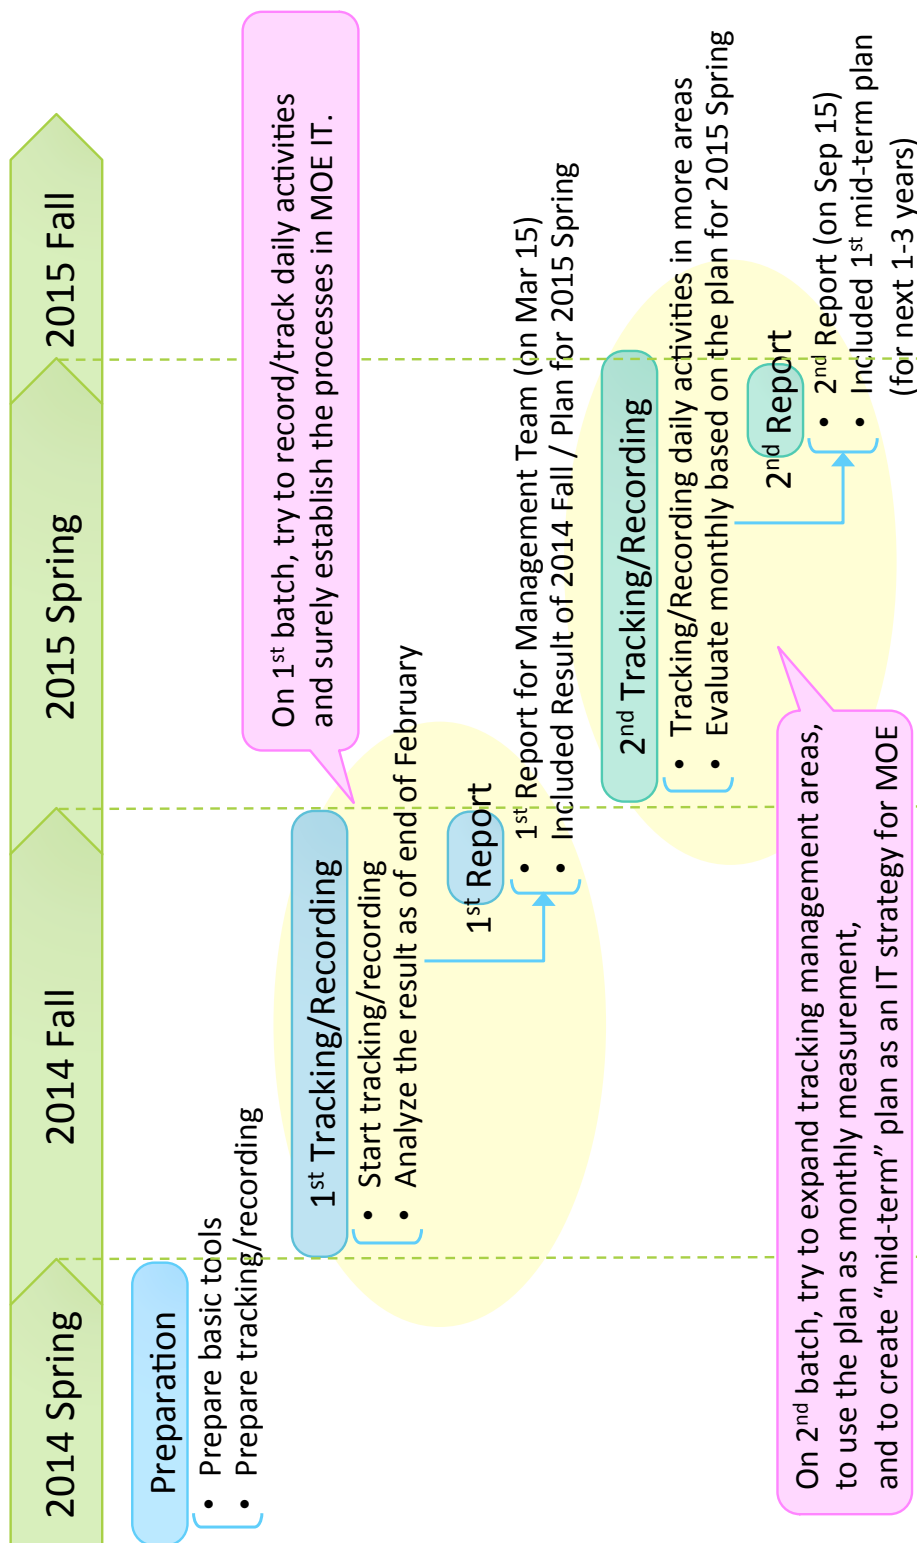 2014 Spring
2014 Fall
2015 Spring
2015 Fall
Preparation
• Prepare basic tools
• Prepare tracking/recording
On 1st batch, try to record/track daily activities
and surely establish the processes in MOE IT.
1st Tracking/Recording
• Start tracking/recording
• Analyze the result as of end of February
1st Report
• 1st Report for Management Team (on Mar 15)
• Included Result of 2014 Fall / Plan for 2015 Spring
2nd Tracking/Recording
• Tracking/Recording daily activities in more areas
• Evaluate monthly based on the plan for 2015 Spring
2nd Report
• 2nd Report (on Sep 15)
• Included 1st mid-term plan
(for next 1-3 years)
On 2nd batch, try to expand tracking management areas,
to use the plan as monthly measurement,
and to create “mid-term” plan as an IT strategy for MOE